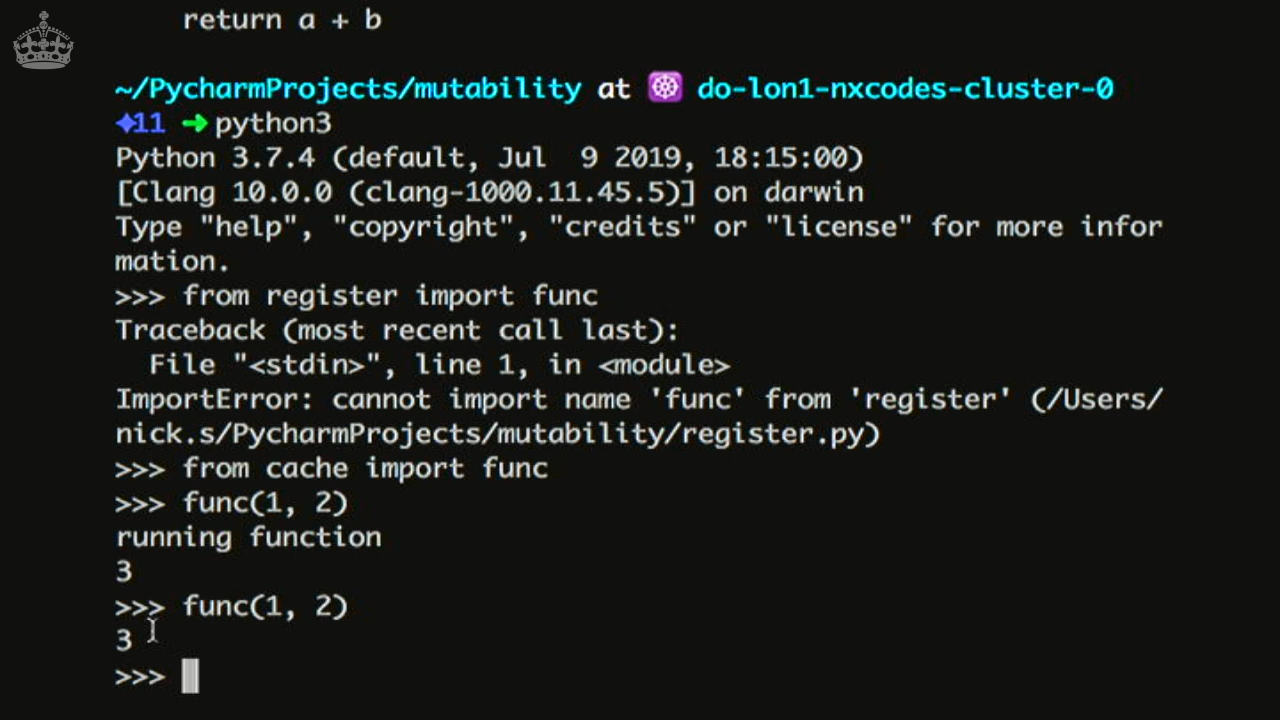 return a + b
~/PycharmProjects/mutability at ☸ do-lon1-nxcodes-cluster-0
✦11 ➜ python3
Python 3.7.4 (default, Jul  9 2019, 18:15:00)
[Clang 10.0.0 (clang-1000.11.45.5)] on darwin
Type "help", "copyright", "credits" or "license" for more infor
mation.
>>> from register import func
Traceback (most recent call last):
  File "<stdin>", line 1, in <module>
ImportError: cannot import name 'func' from 'register' (/Users/
nick.s/PycharmProjects/mutability/register.py)
>>> from cache import func
>>> func(1, 2)
running function
3
>>> func(1, 2)
3
>>>